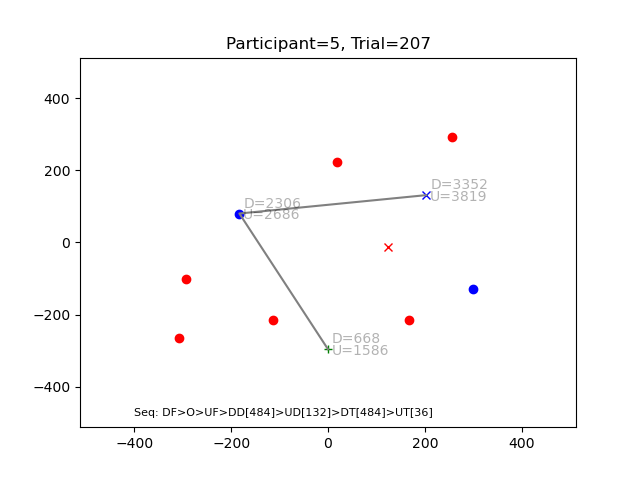 Participant=5, Trial=207
400
200
0
−200
−400
D=3352
U=3819
D=2306
U=2686
D=668
U=1586
Seq: DF>O>UF>DD[484]>UD[132]>DT[484]>UT[36]
−400
−200
0
200
400